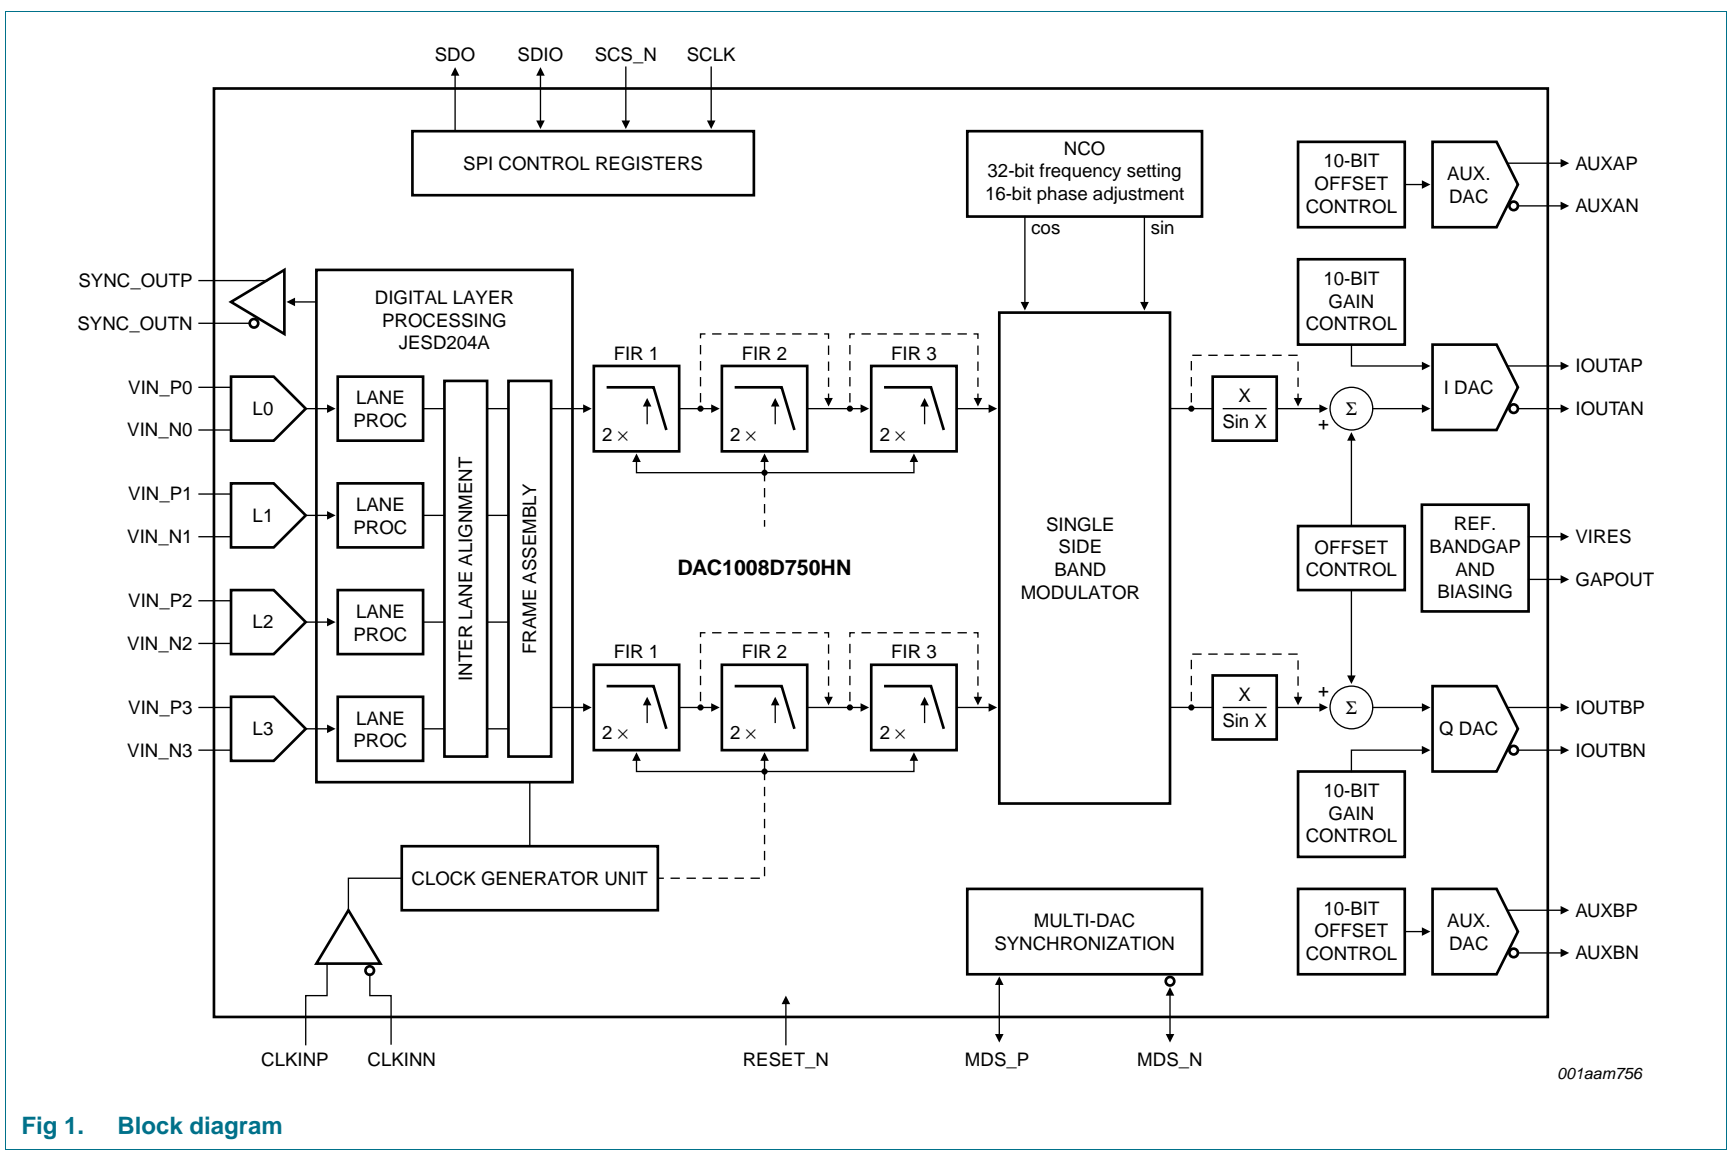 SDO SDIO SCS_N SCLK
SPI CONTROL REGISTERS
NCO
32-bit frequency setting
16-bit phase adjustment
cos sin
10-BIT
OFFSET
CONTROL
AUX.
DAC
AUXAP
AUXAN
SYNC_OUTP
SYNC_OUTN
DIGITAL LAYER
PROCESSING
JESD204A
10-BIT
GAIN
CONTROL
VIN_P0
VIN_N0
L0
LANE
PROC
FIR 1
2 ×
FIR 2
2 ×
FIR 3
2 ×
X
Sin X
+
Σ
I DAC
IOUTAP
IOUTAN
VIN_P1
VIN_N1
L1
LANE
PROC
INTER LANE ALIGNMENT
FRAME ASSEMBLY
DAC1008D750HN
SINGLE
SIDE
BAND
MODULATOR
OFFSET
CONTROL
REF.
BANDGAP
AND
BIASING
VIRES
GAPOUT
VIN_P2
VIN_N2
L2
LANE
PROC
VIN_P3
VIN_N3
L3
LANE
PROC
FIR 1
2 ×
FIR 2
2 ×
FIR 3
2 ×
X
Sin X
+
Σ
Q DAC
IOUTBP
IOUTBN
10-BIT
GAIN
CONTROL
CLOCK GENERATOR UNIT
MULTI-DAC
SYNCHRONIZATION
10-BIT
OFFSET
CONTROL
AUX.
DAC
AUXBP
AUXBN
CLKINP CLKINN RESET_N MDS_P MDS_N
001aam756
Fig 1. Block diagram